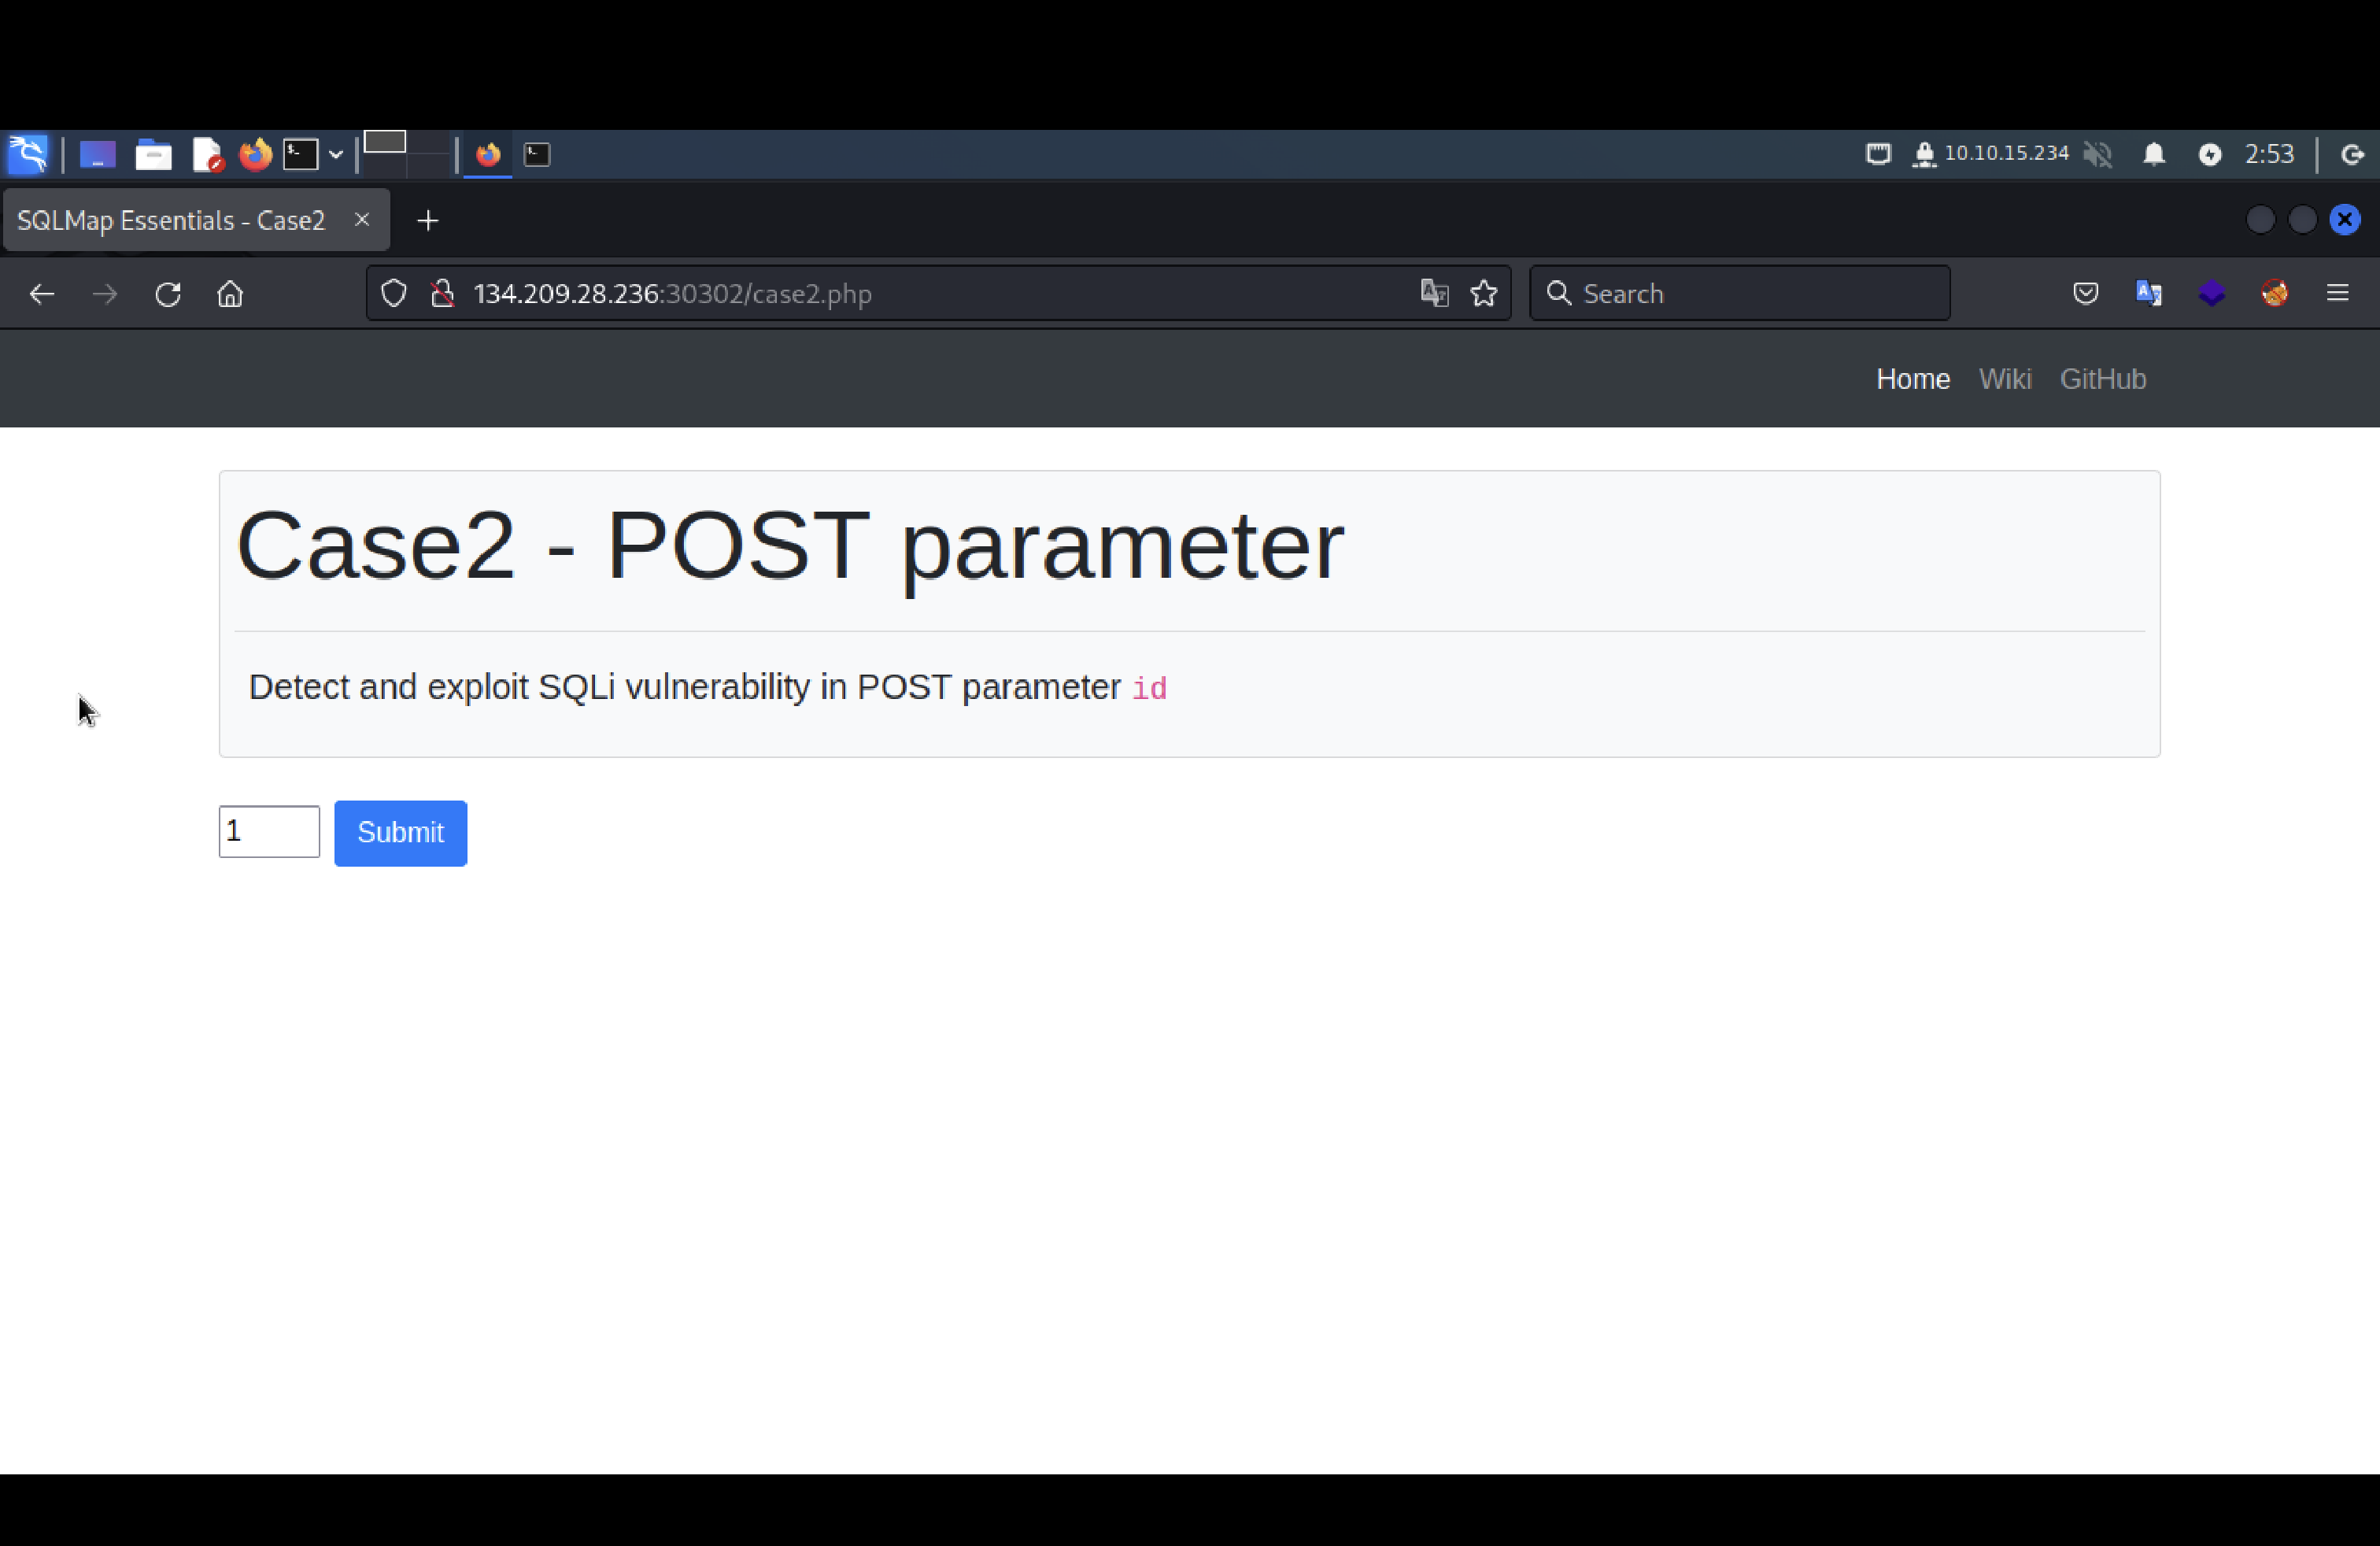 10.10.15.234
2:53
SQLMap Essentials - Case2
134.209.28.236:30302/case2.php
Search
Home Wiki GitHub
Case2 - POST parameter
Detect and exploit SQLi vulnerability in POST parameter id
1 Submit